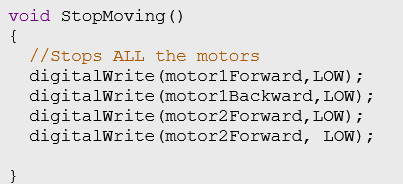 void StopMoving()
{
//Stops ALL the motors
digitalWrite(motor1Forward,LOW);
digitalWrite(motor1Backward,LOW);
digitalWrite(motor2Forward,LOW);
digitalWrite(motor2Forward, LOW);
}